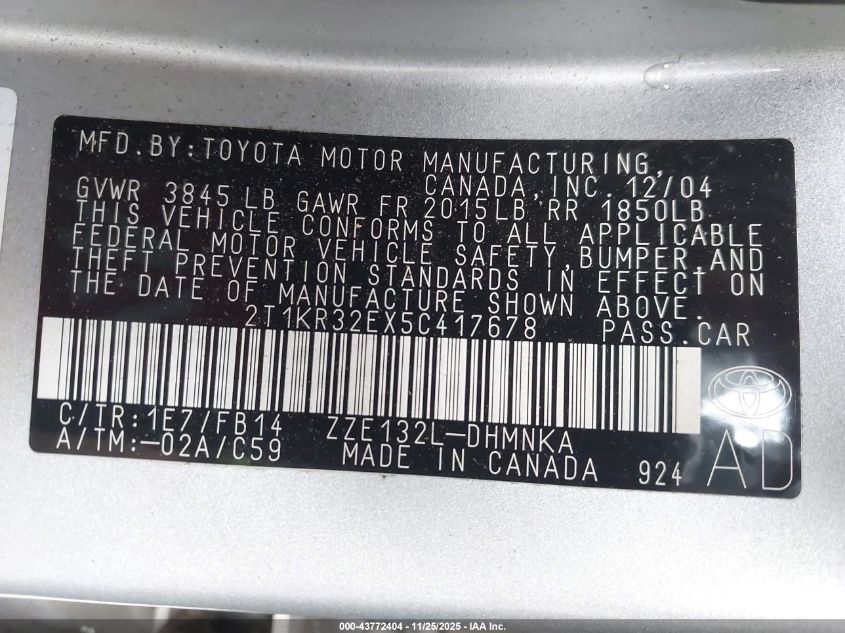 MFD. BY: TOYOTA MOTOR MANUFACTURING,
CANADA, INC. 12/04
GVWR 3845 LB GAWR FR 2015LB RR 1850LB
THIS VEHICLE CONFORMS TO ALL APPLICABLE
FEDERAL MOTOR VEHICLE SAFETY, BUMPER AND
THEFT PREVENTION STANDARDS IN EFFECT ON
THE DATE OF MANUFACTURE SHOWN ABOVE.
2T1KR32EX5C417678 PASS.CAR
C/TR: 1E7/FB14 ZZE132L-DHMNKA
A/TM: -02A/C59 MADE IN CANADA 924 AD
000-43772404 - 11/25/2025 - IAA Inc.